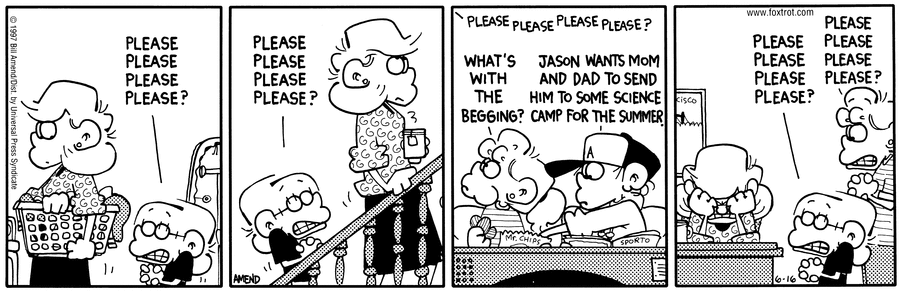 © 1997 Bill Amend/Dist. by Universal Press Syndicate
PLEASE
PLEASE
PLEASE
PLEASE?
PLEASE
PLEASE
PLEASE
PLEASE?
AMEND
PLEASE PLEASE PLEASE PLEASE?
WHAT'S
WITH
THE
BEGGING?
JASON WANTS MOM
AND DAD TO SEND
HIM TO SOME SCIENCE
CAMP FOR THE SUMMER.
A
MR. CHIPS
SPORTO
www.foxtrot.com
CISCO
PLEASE
PLEASE
PLEASE
PLEASE?
PLEASE
PLEASE
PLEASE
PLEASE?
6-16